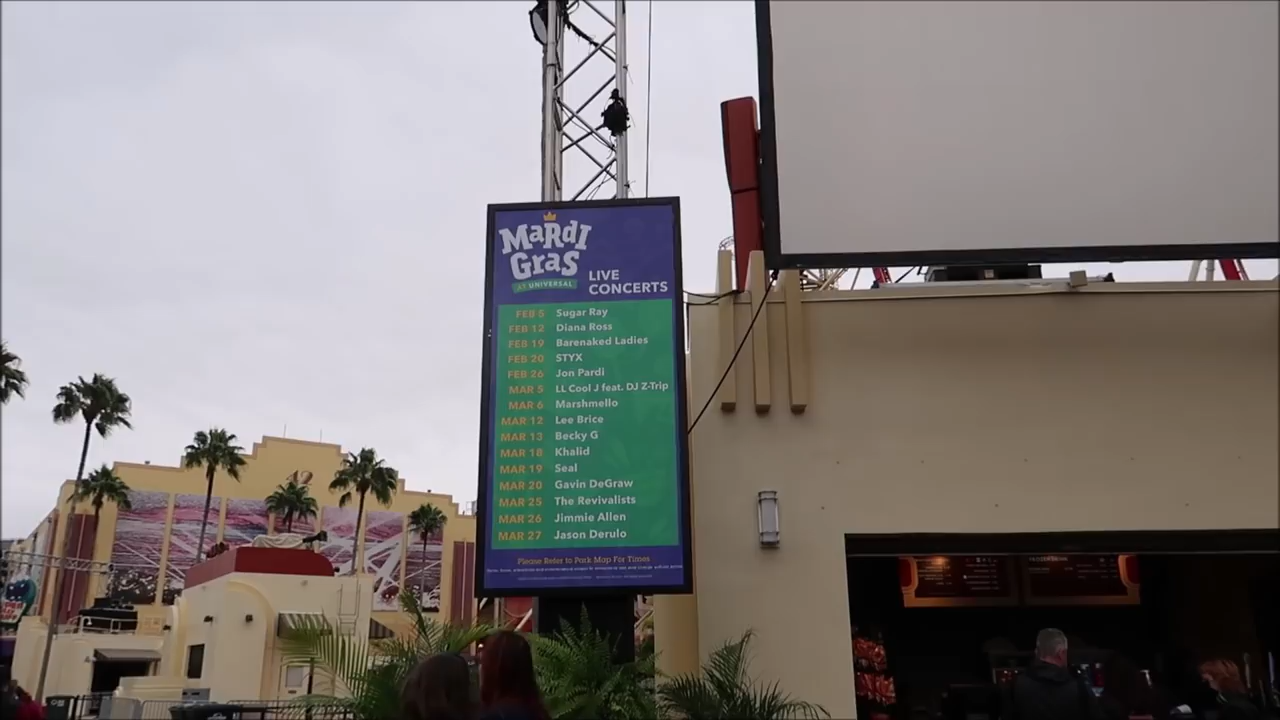 MaRdI
GRas
AT UNIVERSAL
LIVE
CONCERTS
FEB 5 Sugar Ray
FEB 12 Diana Ross
FEB 19 Barenaked Ladies
FEB 20 STYX
FEB 26 Jon Pardi
MAR 5 LL Cool J feat. DJ Z-Trip
MAR 6 Marshmello
MAR 12 Lee Brice
MAR 13 Becky G
MAR 18 Khalid
MAR 19 Seal
MAR 20 Gavin DeGraw
MAR 25 The Revivalists
MAR 26 Jimmie Allen
MAR 27 Jason Derulo
Please Refer to Park Map For Times